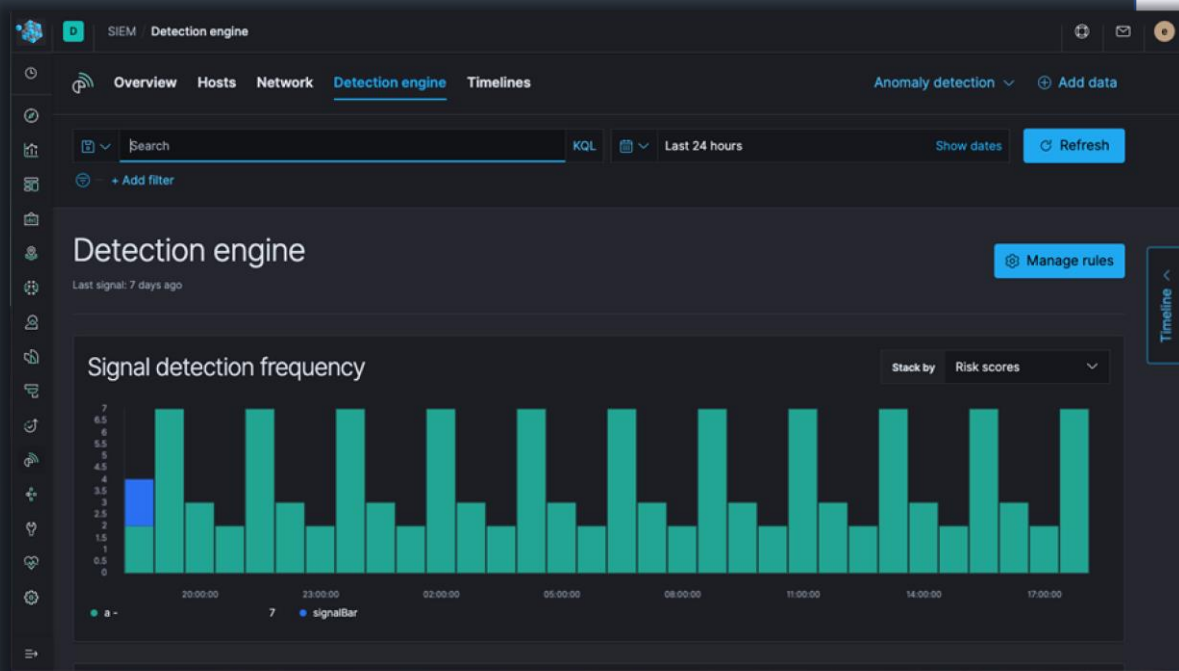 D SIEM / Detection engine e
Overview Hosts Network Detection engine Timelines Anomaly detection Add data
Search KQL Last 24 hours Show dates Refresh
+ Add filter
Detection engine
Manage rules
Last signal: 7 days ago
Timeline
Signal detection frequency
Stack by Risk scores
7
6.5
6
5.5
5
4.5
4
3.5
3
2.5
2
1.5
1
0.5
0
20:00:00 23:00:00 02:00:00 05:00:00 08:00:00 11:00:00 14:00:00 17:00:00
a - 7 signalBar